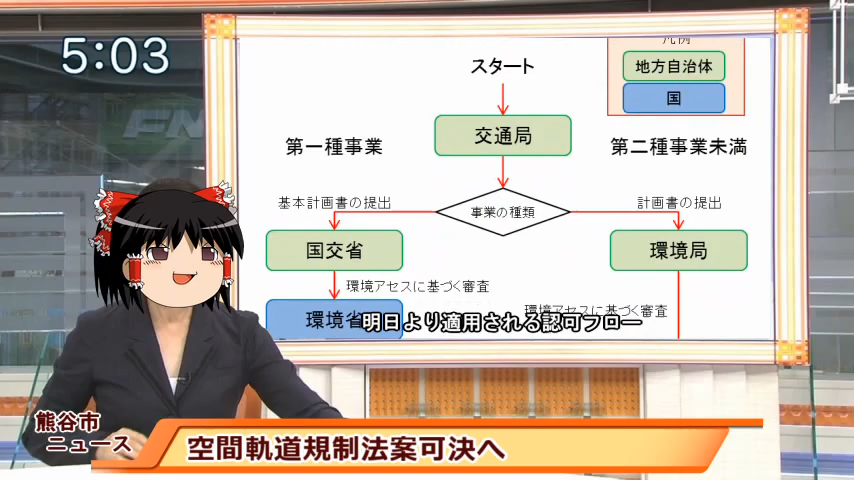 5:03
スタート
凡例
地方自治体
国
交通局
第一種事業
第二種事業未満
事業の種類
基本計画書の提出
計画書の提出
国交省
環境局
環境アセスに基づく審査
環境アセスに基づく審査
環境省
明日より適用される認可フロー
熊谷市
ニュース
空間軌道規制法案可決へ